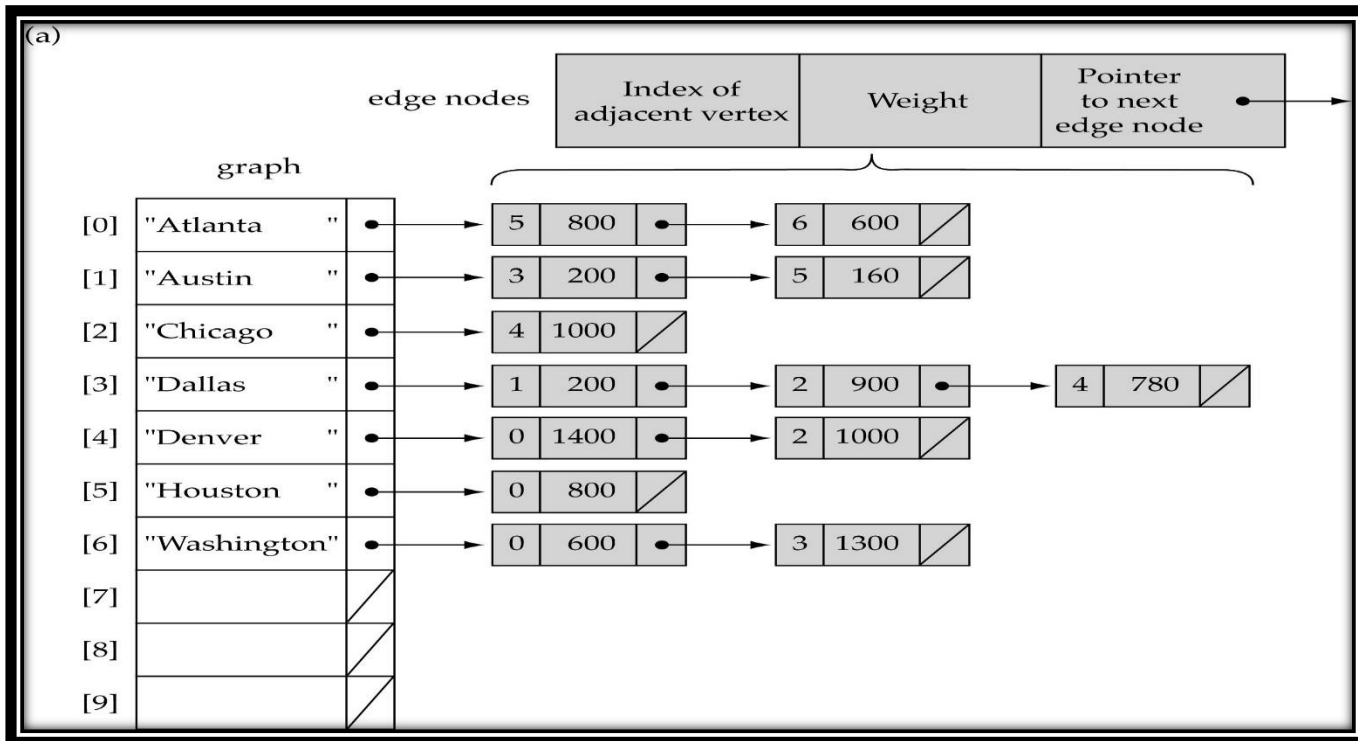 (a)
edge nodes
Index of
adjacent vertex
Weight
Pointer
to next
edge node
graph
[0] "Atlanta " 5 800 6 600
[1] "Austin " 3 200 5 160
[2] "Chicago " 4 1000
[3] "Dallas " 1 200 2 900 4 780
[4] "Denver " 0 1400 2 1000
[5] "Houston " 0 800
[6] "Washington" 0 600 3 1300
[7]
[8]
[9]